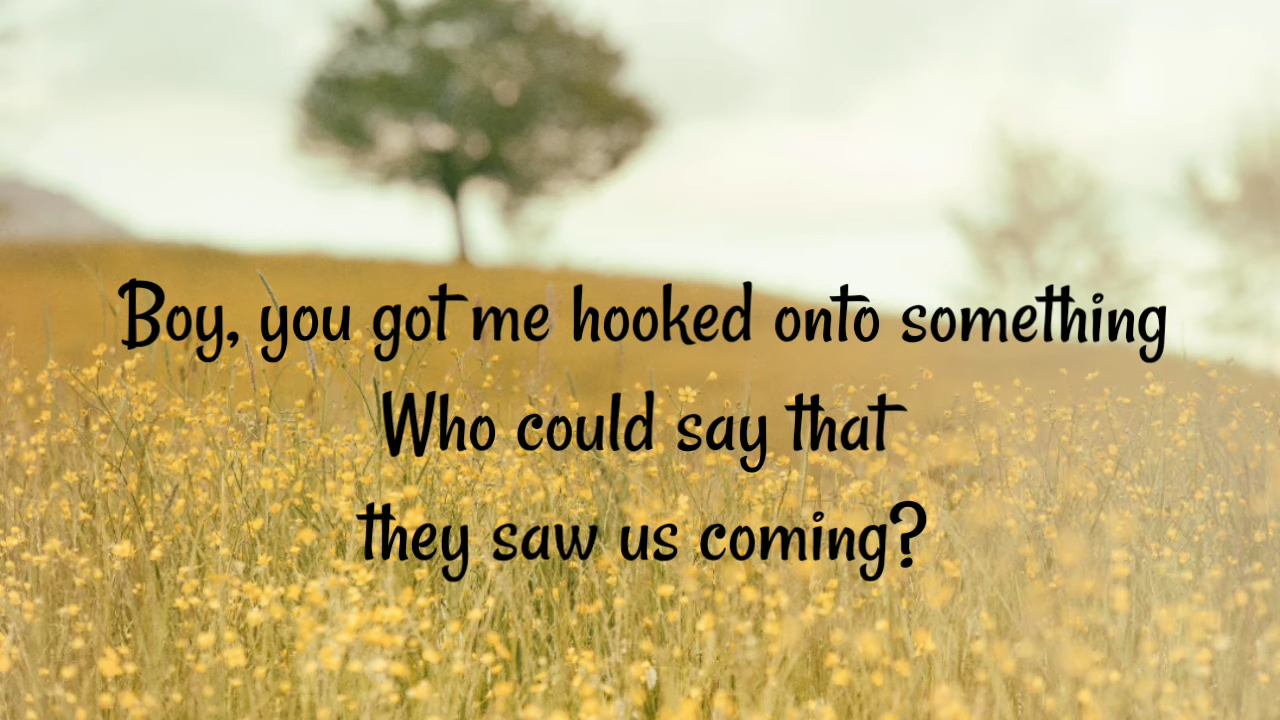 Boy, you got me hooked onto something
Who could say that
they saw us coming?